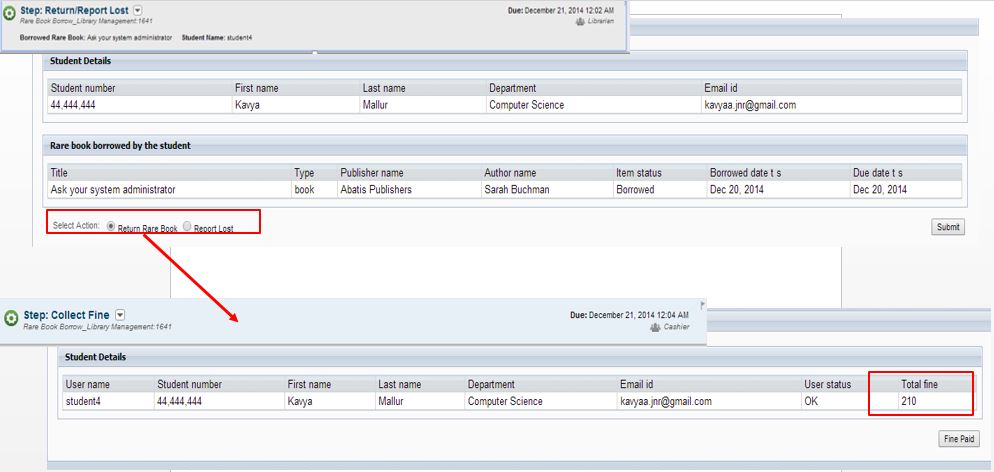 Step: Return/Report Lost Due: December 21, 2014 12:02 AM
Rare Book Borrow_Library Management:1641 Librarian
Borrowed Rare Book: Ask your system administrator Student Name: student4
Student Details
Student number First name Last name Department Email id
44,444,444 Kavya Mallur Computer Science kavyaa.jnr@gmail.com
Rare book borrowed by the student
Title Type Publisher name Author name Item status Borrowed date t s Due date t s
Ask your system administrator book Abatis Publishers Sarah Buchman Borrowed Dec 20, 2014 Dec 20, 2014
Select Action: Return Rare Book Report Lost Submit
Step: Collect Fine Due: December 21, 2014 12:04 AM
Rare Book Borrow_Library Management:1641 Cashier
Student Details
User name Student number First name Last name Department Email id User status Total fine
student4 44,444,444 Kavya Mallur Computer Science kavyaa.jnr@gmail.com OK 210
Fine Paid